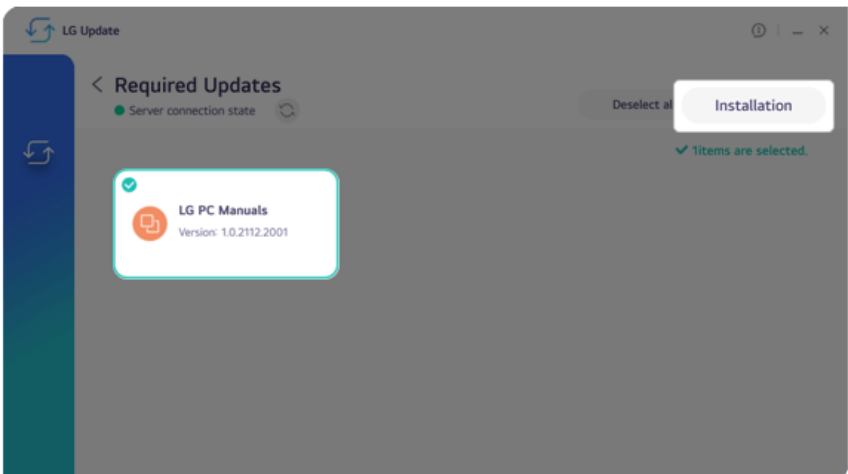 LG Update
Required Updates
Server connection state
Deselect al
Installation
1items are selected.
LG PC Manuals
Version: 1.0.2112.2001